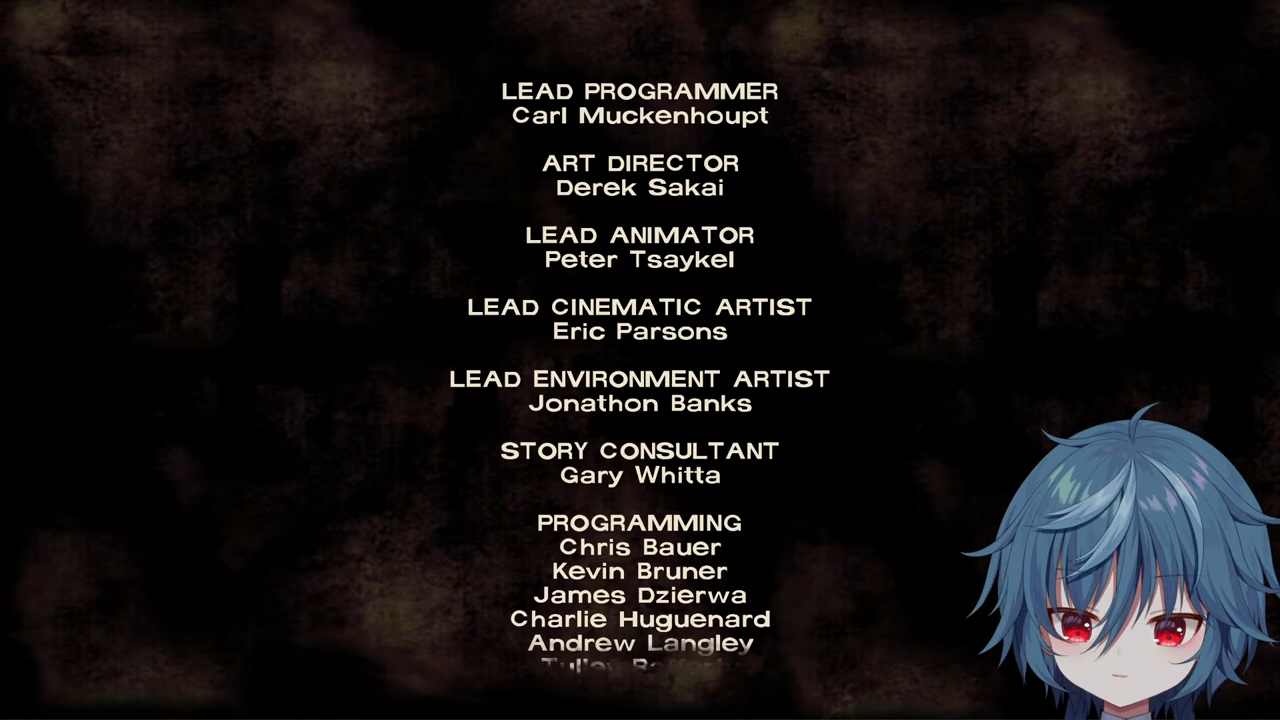 LEAD PROGRAMMER
Carl Muckenhoupt
ART DIRECTOR
Derek Sakai
LEAD ANIMATOR
Peter Tsaykel
LEAD CINEMATIC ARTIST
Eric Parsons
LEAD ENVIRONMENT ARTIST
Jonathon Banks
STORY CONSULTANT
Gary Whitta
PROGRAMMING
Chris Bauer
Kevin Bruner
James Dzierwa
Charlie Huguenard
Andrew Langley